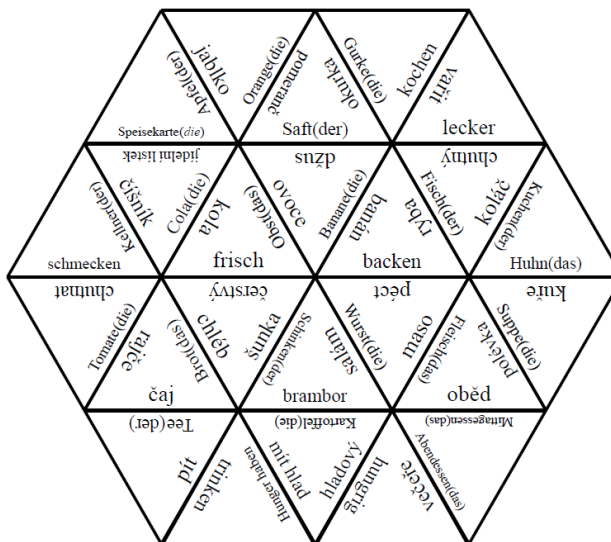 jablko
Apfel(der)
Orange(die)
pomeranč
Gurke(die)
okurka
kochen
vařit
Speisekarte(die)
Saft(der)
lecker
jídelní lístek
džus
chutný
číšník
Kellner(der)
Cola(die)
kola
ovoce
Obst(das)
Banane(die)
banán
Fisch(der)
ryba
koláč
Kuchen(der)
schmecken
frisch
backen
Huhn(das)
chutnat
čerstvý
péct
kuře
Tomate(die)
rajče
chléb
Brot(das)
šunka
Schinken(der)
Wurst(die)
salám
maso
Fleisch(das)
Suppe(die)
polévka
čaj
brambor
oběd
Tee(der)
Kartoffel(die)
Mittagessen(das)
pít
trinken
mít hlad
Hunger haben
hladový
hungrig
Abendessen(das)
večeře